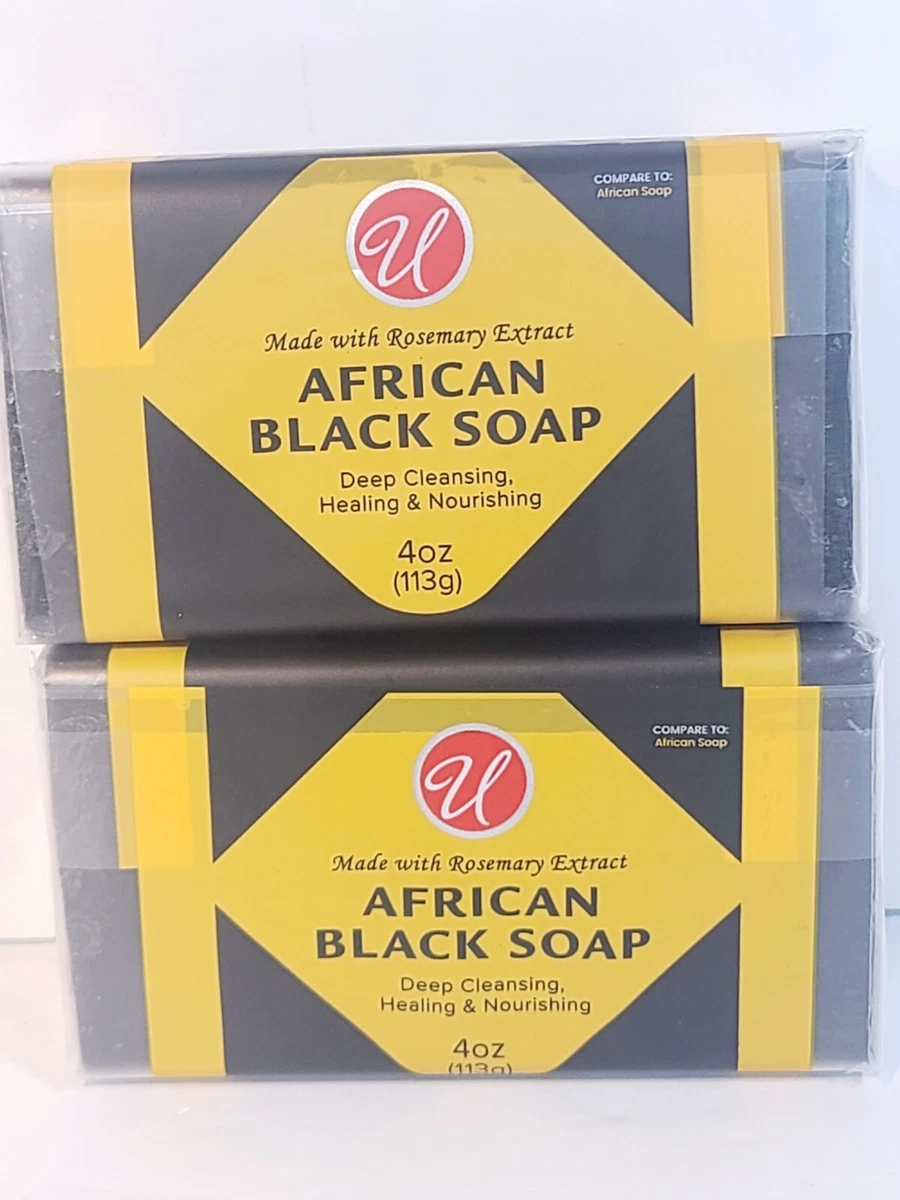 COMPARE TO:
African Soap
U
Made with Rosemary Extract
AFRICAN
BLACK SOAP
Deep Cleansing,
Healing & Nourishing
4oz
(113g)
COMPARE TO:
African Soap
U
Made with Rosemary Extract
AFRICAN
BLACK SOAP
Deep Cleansing,
Healing & Nourishing
4oz
(113g)